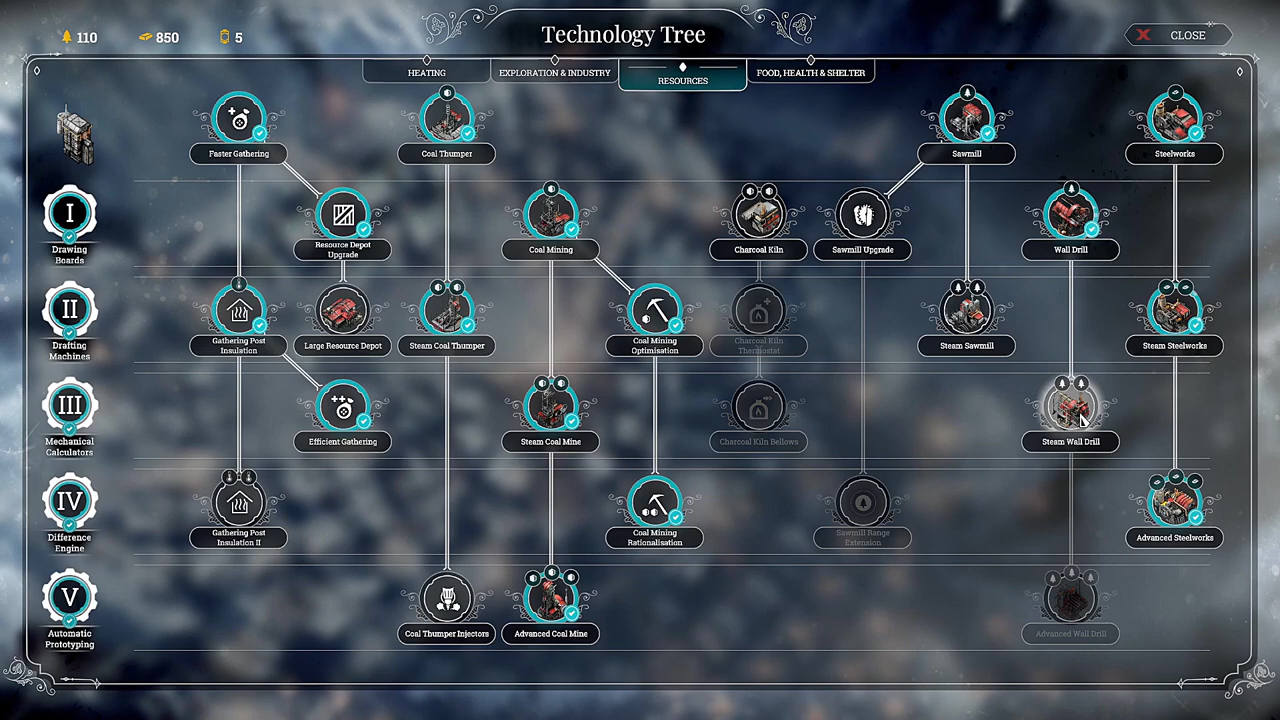 110
850
5
Technology Tree
CLOSE
HEATING
EXPLORATION & INDUSTRY
RESOURCES
FOOD, HEALTH & SHELTER
Faster Gathering
Coal Thumper
Sawmill
Steelworks
I
Drawing
Boards
Resource Depot
Upgrade
Coal Mining
Charcoal Kiln
Sawmill Upgrade
Wall Drill
II
Drafting
Machines
Gathering Post
Insulation
Large Resource Depot
Steam Coal Thumper
Coal Mining
Optimisation
Charcoal Kiln
Thermostat
Steam Sawmill
Steam Steelworks
III
Mechanical
Calculators
Efficient Gathering
Steam Coal Mine
Charcoal Kiln Bellows
Steam Wall Drill
IV
Difference
Engine
Gathering Post
Insulation II
Coal Mining
Rationalisation
Sawmill Range
Extension
Advanced Steelworks
V
Automatic
Prototyping
Coal Thumper Injectors
Advanced Coal Mine
Advanced Wall Drill